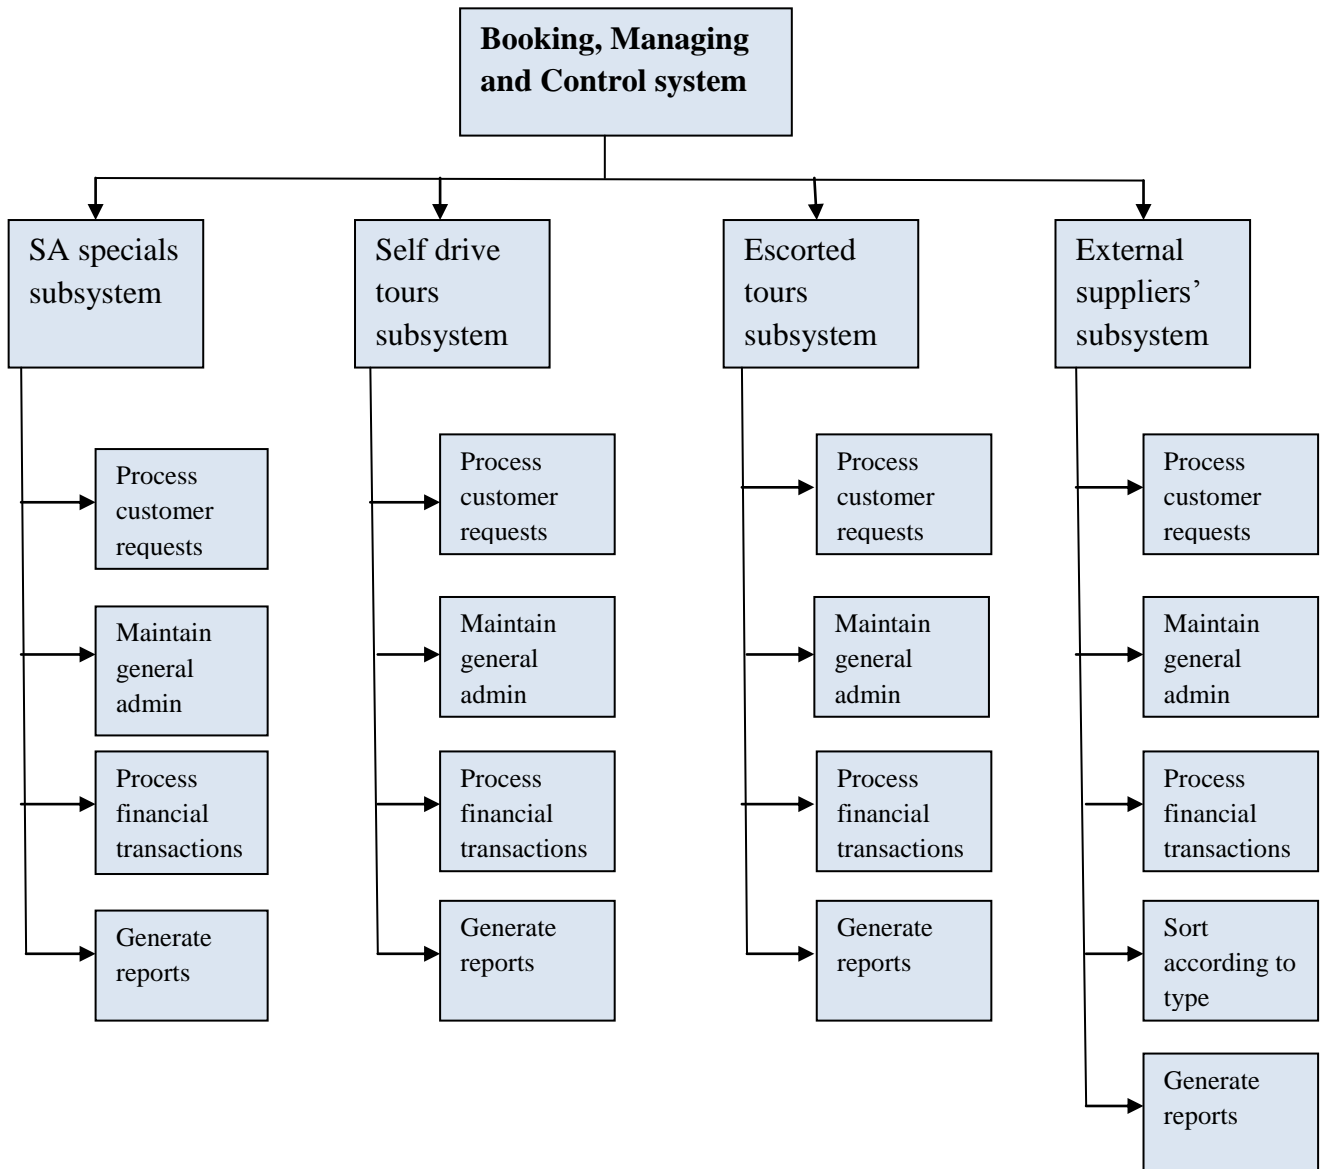 Booking, Managing
and Control system
SA specials
subsystem
Self drive
tours
subsystem
Escorted
tours
subsystem
External
suppliers’
subsystem
Process
customer
requests
Maintain
general
admin
Process
financial
transactions
Generate
reports
Process
customer
requests
Maintain
general
admin
Process
financial
transactions
Generate
reports
Process
customer
requests
Maintain
general
admin
Process
financial
transactions
Generate
reports
Process
customer
requests
Maintain
general
admin
Process
financial
transactions
Sort
according to
type
Generate
reports